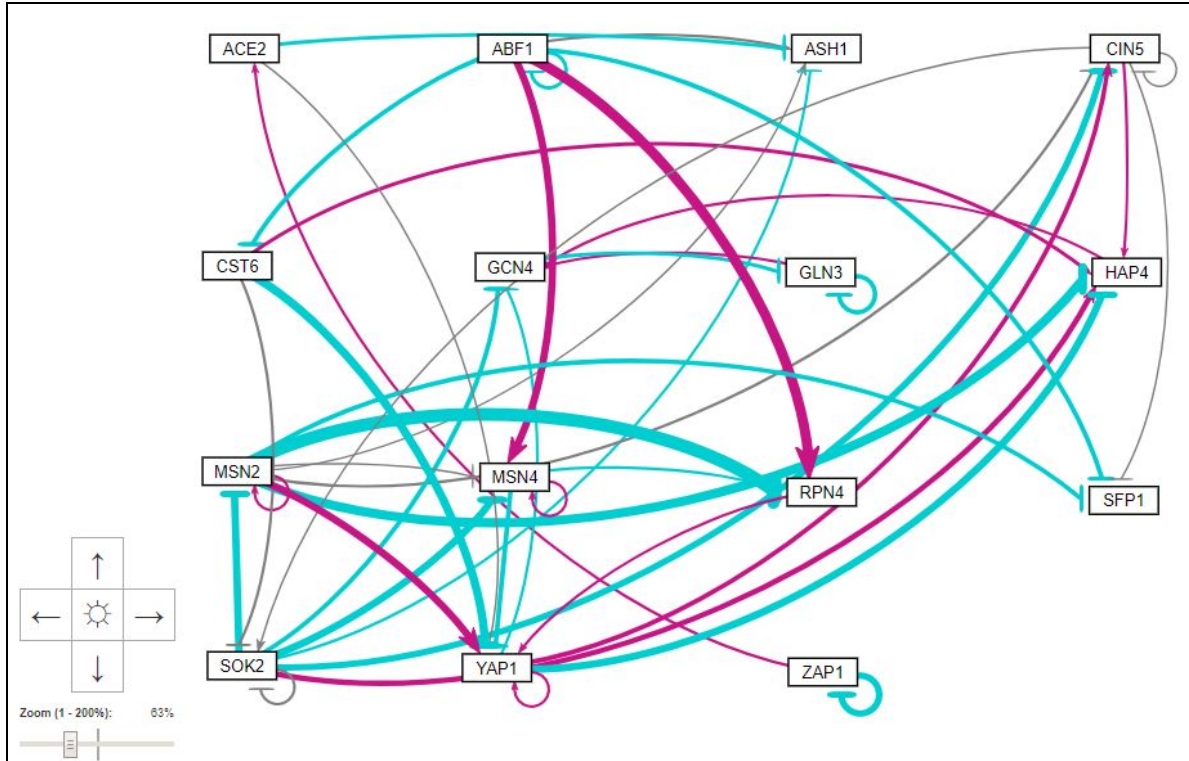 ACE2
ABF1
ASH1
CIN5
CST6
GCN4
GLN3
HAP4
MSN2
MSN4
RPN4
SFP1
SOK2
YAP1
ZAP1
Zoom (1 - 200%): 63%